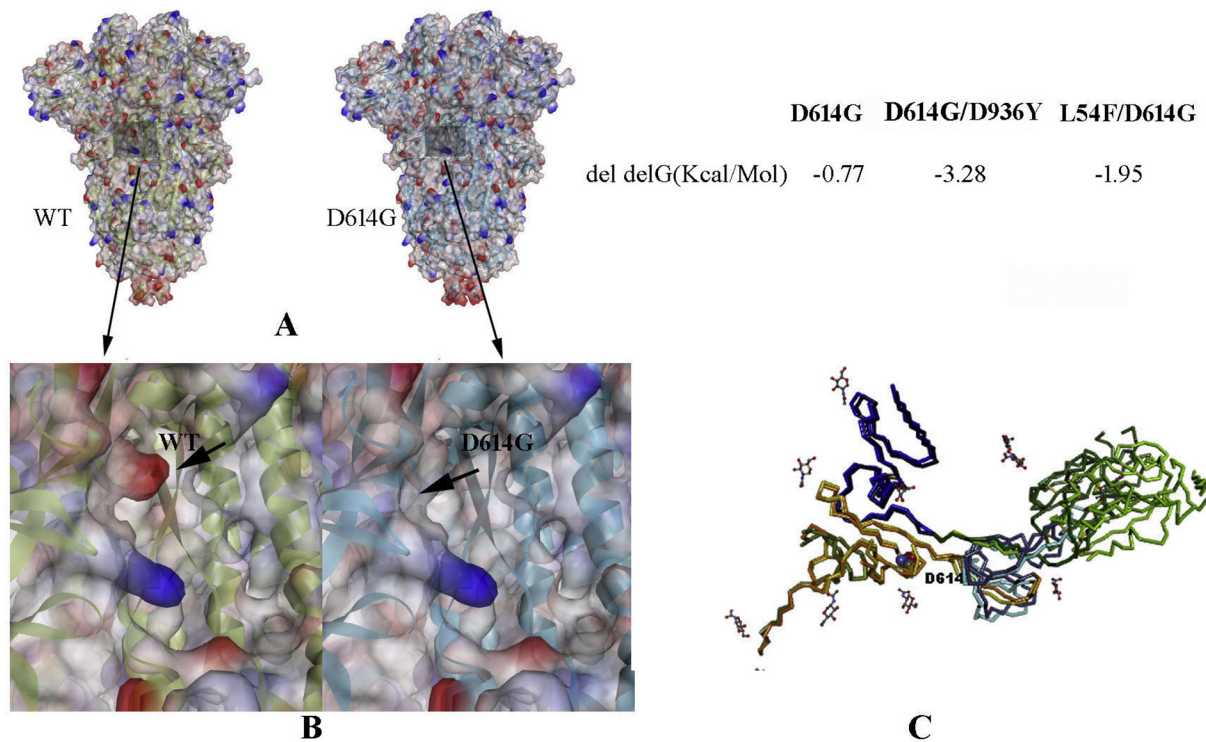 D614G D614G/D936Y L54F/D614G
del delG(Kcal/Mol) -0.77 -3.28 -1.95
WT
D614G
A
WT
D614G
B
D614
C